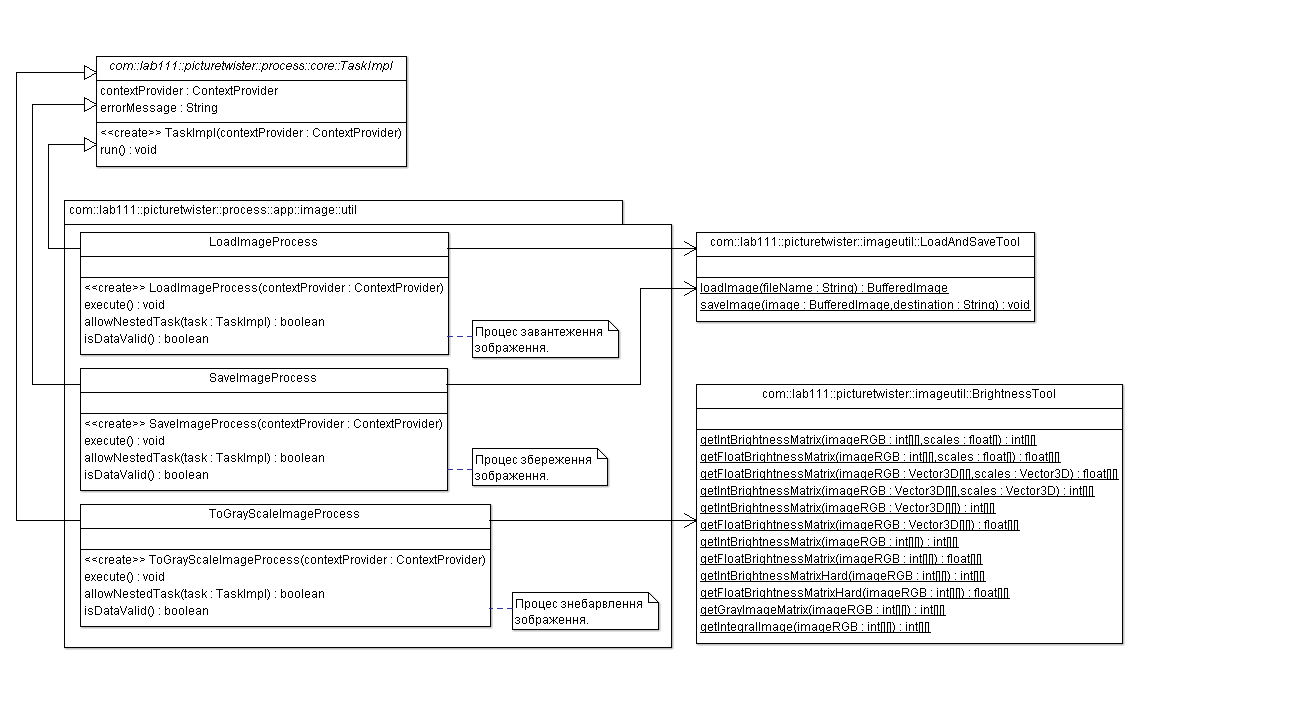 com::lab111::picturetwister::process::core::TaskImpl
contextProvider : ContextProvider
errorMessage : String
<<create>> TaskImpl(contextProvider : ContextProvider)
run() : void
com::lab111::picturetwister::process::app::image::util
LoadImageProcess
<<create>> LoadImageProcess(contextProvider : ContextProvider)
execute() : void
allowNestedTask(task : TaskImpl) : boolean
isDataValid() : boolean
Процес завантеження
зображення.
com::lab111::picturetwister::imageutil::LoadAndSaveTool
loadImage(fileName : String) : BufferedImage
saveImage(image : BufferedImage,destination : String) : void
SaveImageProcess
<<create>> SaveImageProcess(contextProvider : ContextProvider)
execute() : void
allowNestedTask(task : TaskImpl) : boolean
isDataValid() : boolean
Процес збереження
зображення.
ToGrayScaleImageProcess
<<create>> ToGrayScaleImageProcess(contextProvider : ContextProvider)
execute() : void
allowNestedTask(task : TaskImpl) : boolean
isDataValid() : boolean
Процес знебарвлення
зображення.
com::lab111::picturetwister::imageutil::BrightnessTool
getIntBrightnessMatrix(imageRGB : int[][],scales : float[]) : int[][]
getFloatBrightnessMatrix(imageRGB : int[][],scales : float[]) : float[][]
getFloatBrightnessMatrix(imageRGB : Vector3D[][],scales : Vector3D) : float[][]
getIntBrightnessMatrix(imageRGB : Vector3D[][],scales : Vector3D) : int[][]
getIntBrightnessMatrix(imageRGB : Vector3D[][]) : int[][]
getFloatBrightnessMatrix(imageRGB : Vector3D[][]) : float[][]
getIntBrightnessMatrix(imageRGB : int[][]) : int[][]
getFloatBrightnessMatrix(imageRGB : int[][]) : float[][]
getIntBrightnessMatrixHard(imageRGB : int[][]) : int[][]
getFloatBrightnessMatrixHard(imageRGB : int[][]) : float[][]
getGrayImageMatrix(imageRGB : int[][]) : int[][]
getIntegralImage(imageRGB : int[][]) : int[][]